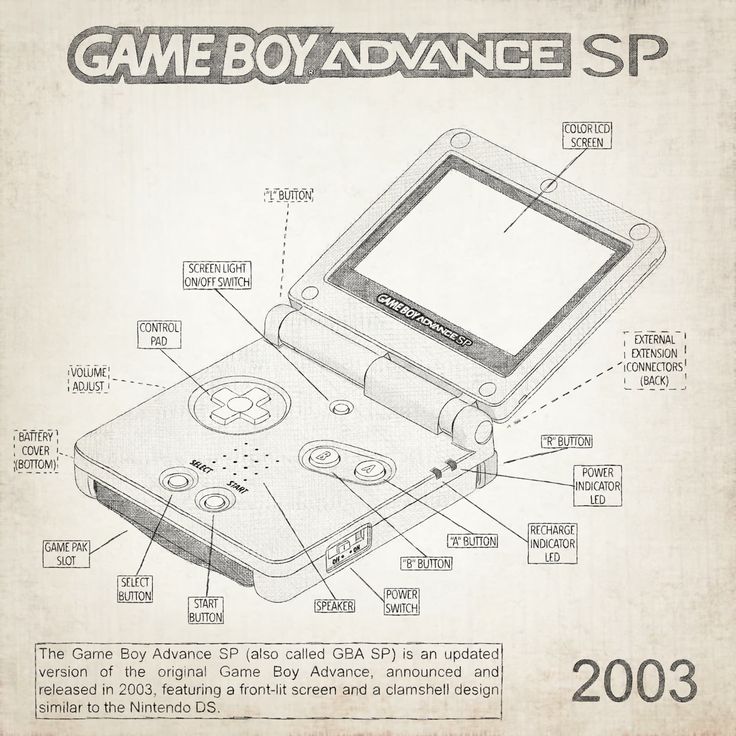 GAME BOY ADVANCE SP
COLOR LCD
SCREEN
"L" BUTTON
SCREEN LIGHT
ON/OFF SWITCH
GAME BOY ADVANCE SP
CONTROL
PAD
EXTERNAL
EXTENSION
CONNECTORS
(BACK)
VOLUME
ADJUST
BATTERY
COVER
(BOTTOM)
"R" BUTTON
B
A
SELECT
START
POWER
INDICATOR
LED
RECHARGE
INDICATOR
LED
"A" BUTTON
GAME PAK
SLOT
OFF
ON
"B" BUTTON
SELECT
BUTTON
START
BUTTON
SPEAKER
POWER
SWITCH
The Game Boy Advance SP (also called GBA SP) is an updated
version of the original Game Boy Advance, announced and
released in 2003, featuring a front-lit screen and a clamshell design
similar to the Nintendo DS.
2003